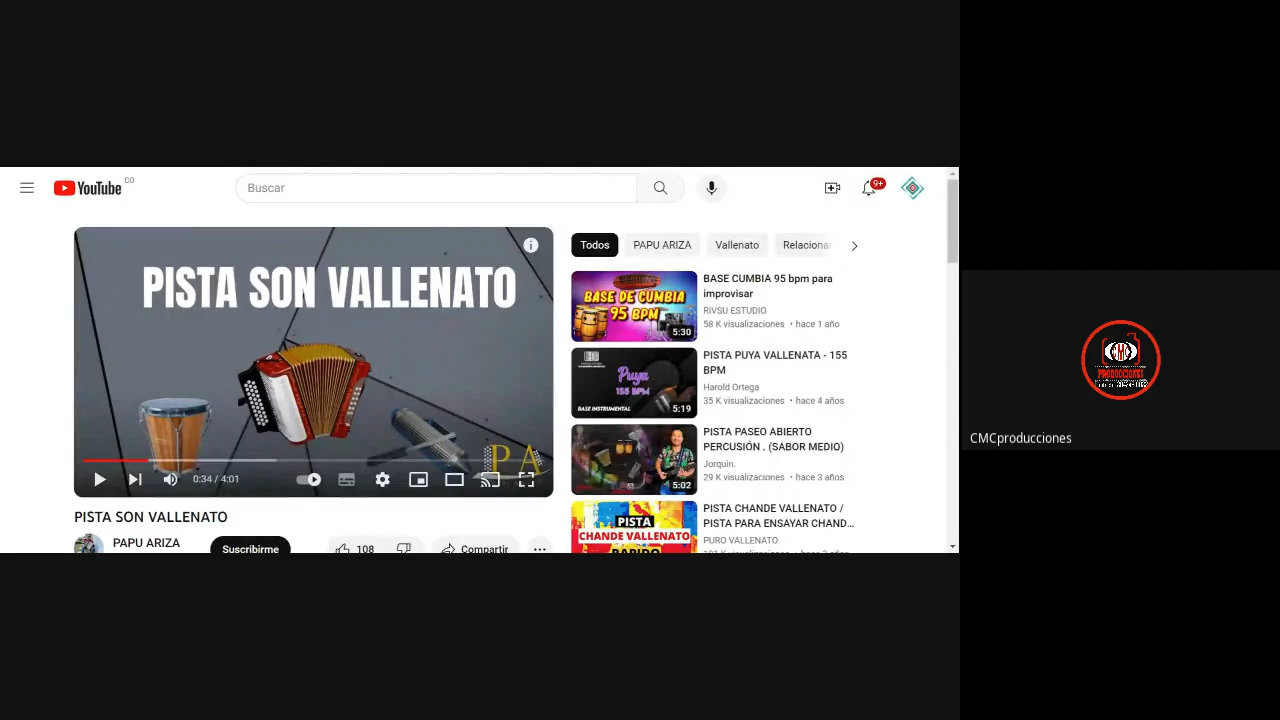 YouTube CO
Buscar
9+
PISTA SON VALLENATO
P A
0:34 / 4:01
PISTA SON VALLENATO
PAPU ARIZA
Suscribirme
108
Compartir
Todos
PAPU ARIZA
Vallenato
Relaciona
BASE DE CUMBIA
95 BPM
5:30
BASE CUMBIA 95 bpm para
improvisar
RIVSU ESTUDIO
58 K visualizaciones • hace 1 año
Puya
155 BPM
BASE INSTRUMENTAL
5:19
PISTA PUYA VALLENATA - 155
BPM
Harold Ortega
35 K visualizaciones • hace 4 años
5:02
PISTA PASEO ABIERTO
PERCUSIÓN . (SABOR MEDIO)
Jorquin.
29 K visualizaciones • hace 3 años
PISTA
CHANDE VALLENATO
RAPIDO
PISTA CHANDE VALLENATO /
PISTA PARA ENSAYAR CHAND...
PURO VALLENATO
CMC
PRODUCCIONES
CMCproducciones